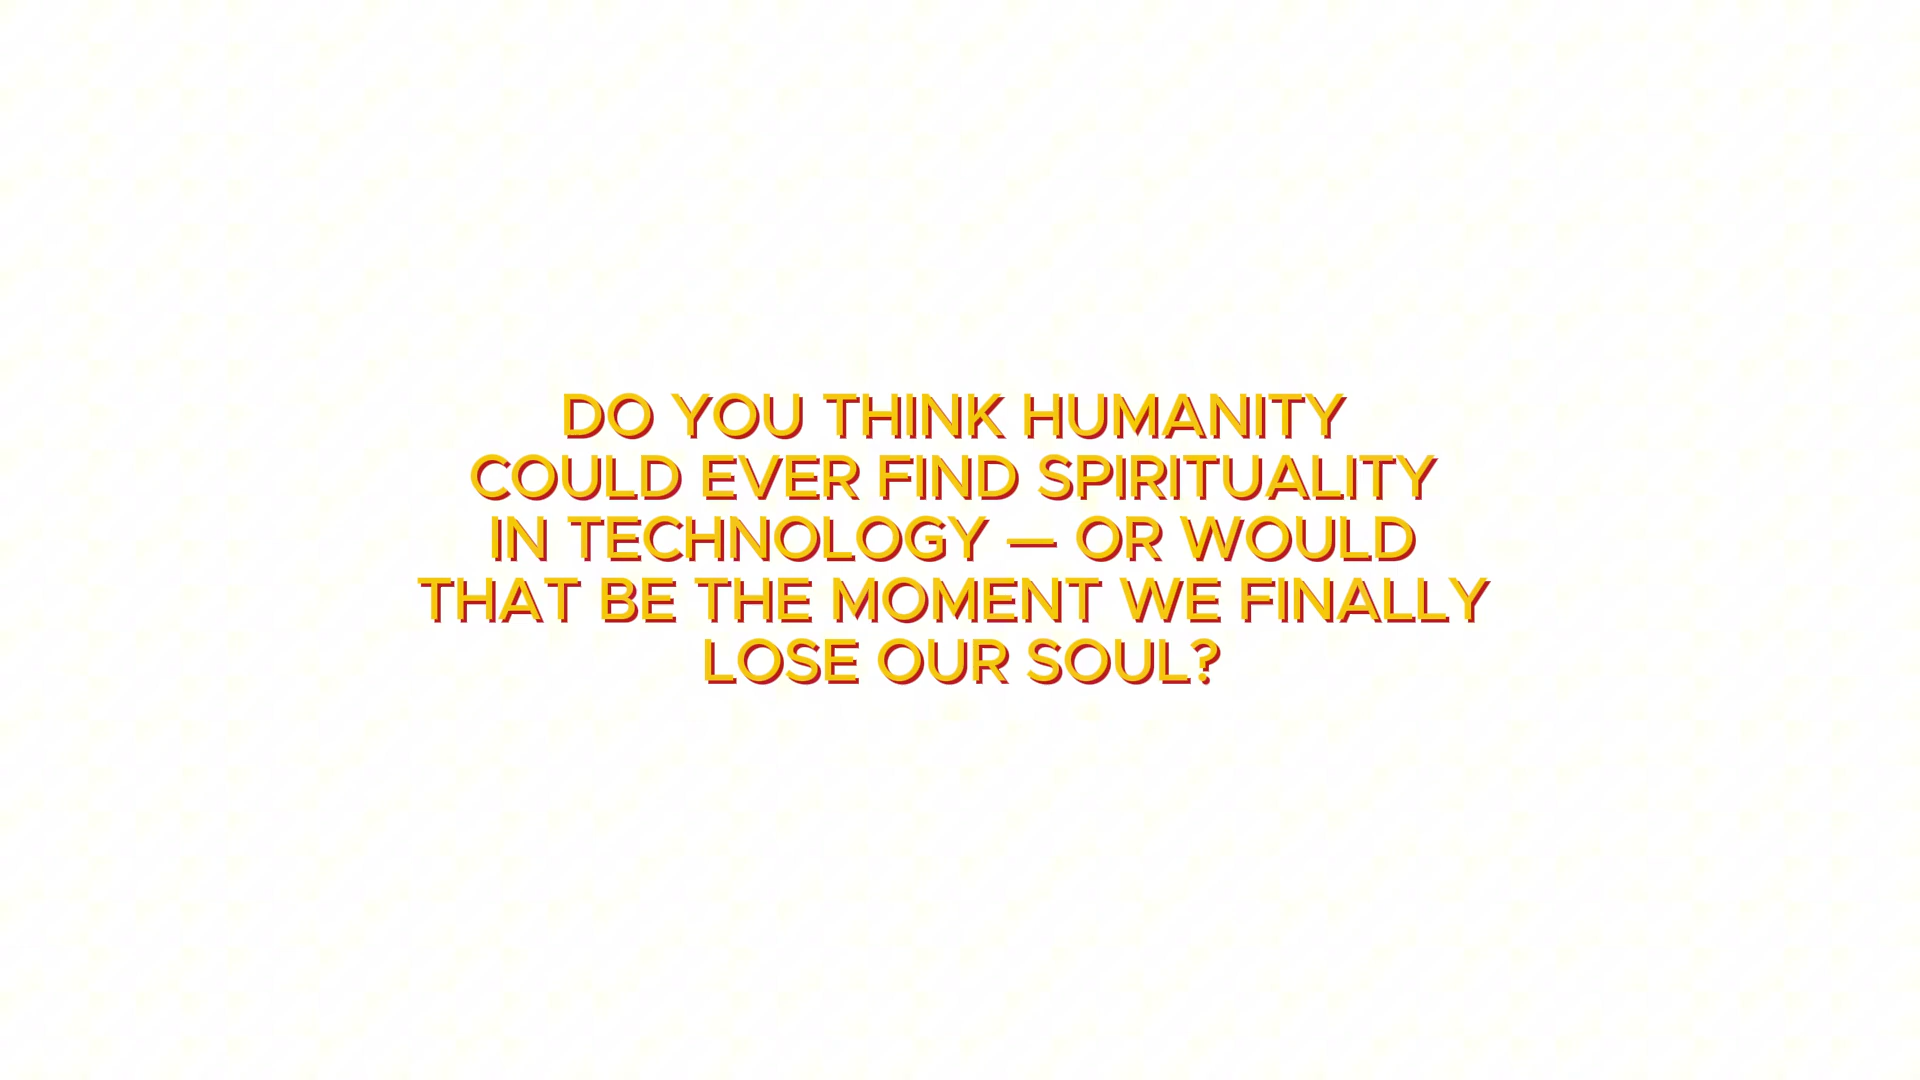 DO YOU THINK HUMANITY
COULD EVER FIND SPIRITUALITY
IN TECHNOLOGY — OR WOULD
THAT BE THE MOMENT WE FINALLY
LOSE OUR SOUL?